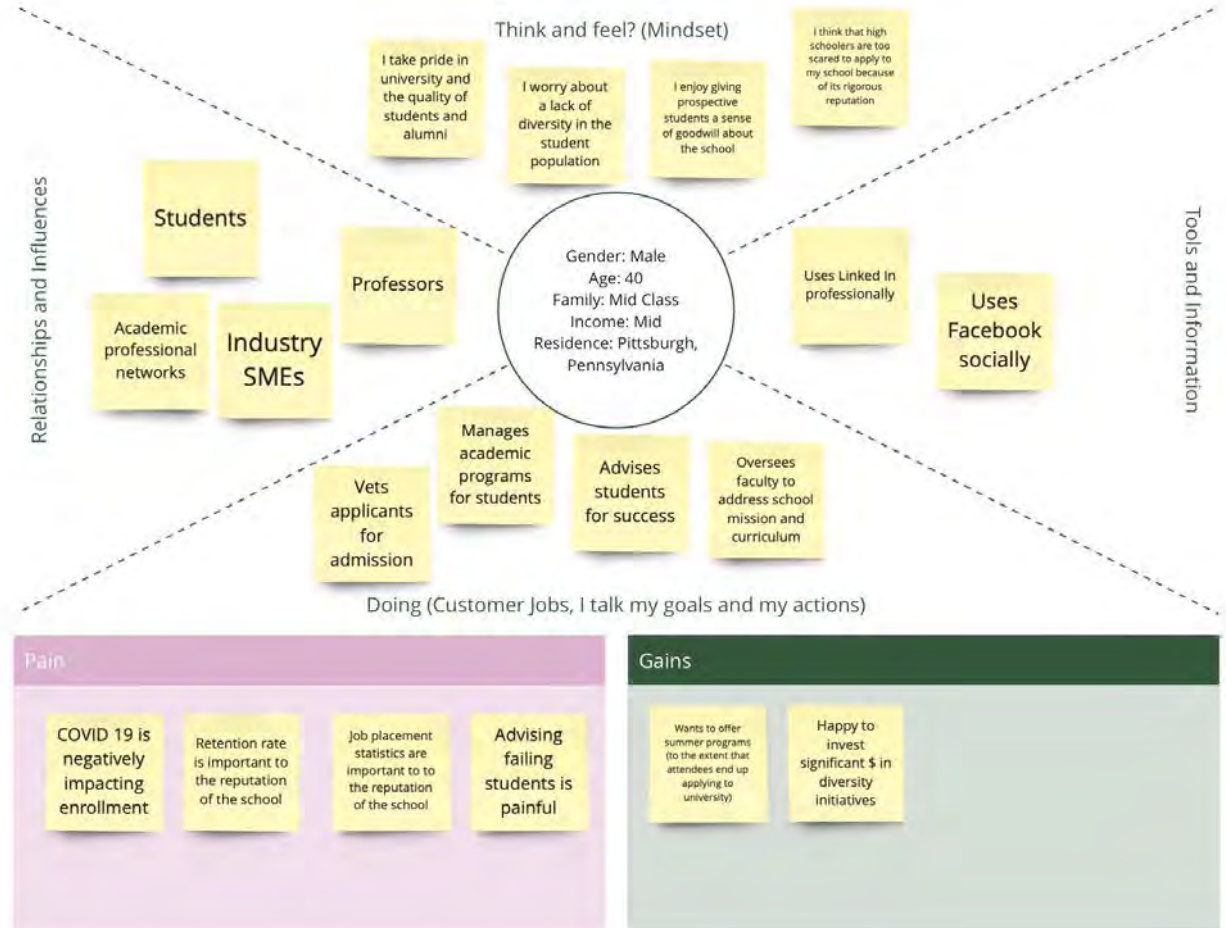 Think and feel? (Mindset)
I take pride in
university and
the quality of
students and
alumni
I worry about
a lack of
diversity in the
student
population
I enjoy giving
prospective
students a sense
of goodwill about
the school
I think that high
schoolers are too
scared to apply to
my school because
of its rigorous
reputation
Relationships and Influences
Students
Professors
Academic
professional
networks
Industry
SMEs
Gender: Male
Age: 40
Family: Mid Class
Income: Mid
Residence: Pittsburgh,
Pennsylvania
Tools and Information
Uses Linked In
professionally
Uses
Facebook
socially
Vets
applicants
for
admission
Manages
academic
programs
for students
Advises
students
for success
Oversees
faculty to
address school
mission and
curriculum
Doing (Customer Jobs, I talk my goals and my actions)
Pain
COVID 19 is
negatively
impacting
enrollment
Retention rate
is important to
the reputation
of the school
Job placement
statistics are
important to to
the reputation
of the school
Advising
failing
students is
painful
Gains
Wants to offer
summer programs
(to the extent that
attendees end up
applying to
university)
Happy to
invest
significant $ in
diversity
initiatives